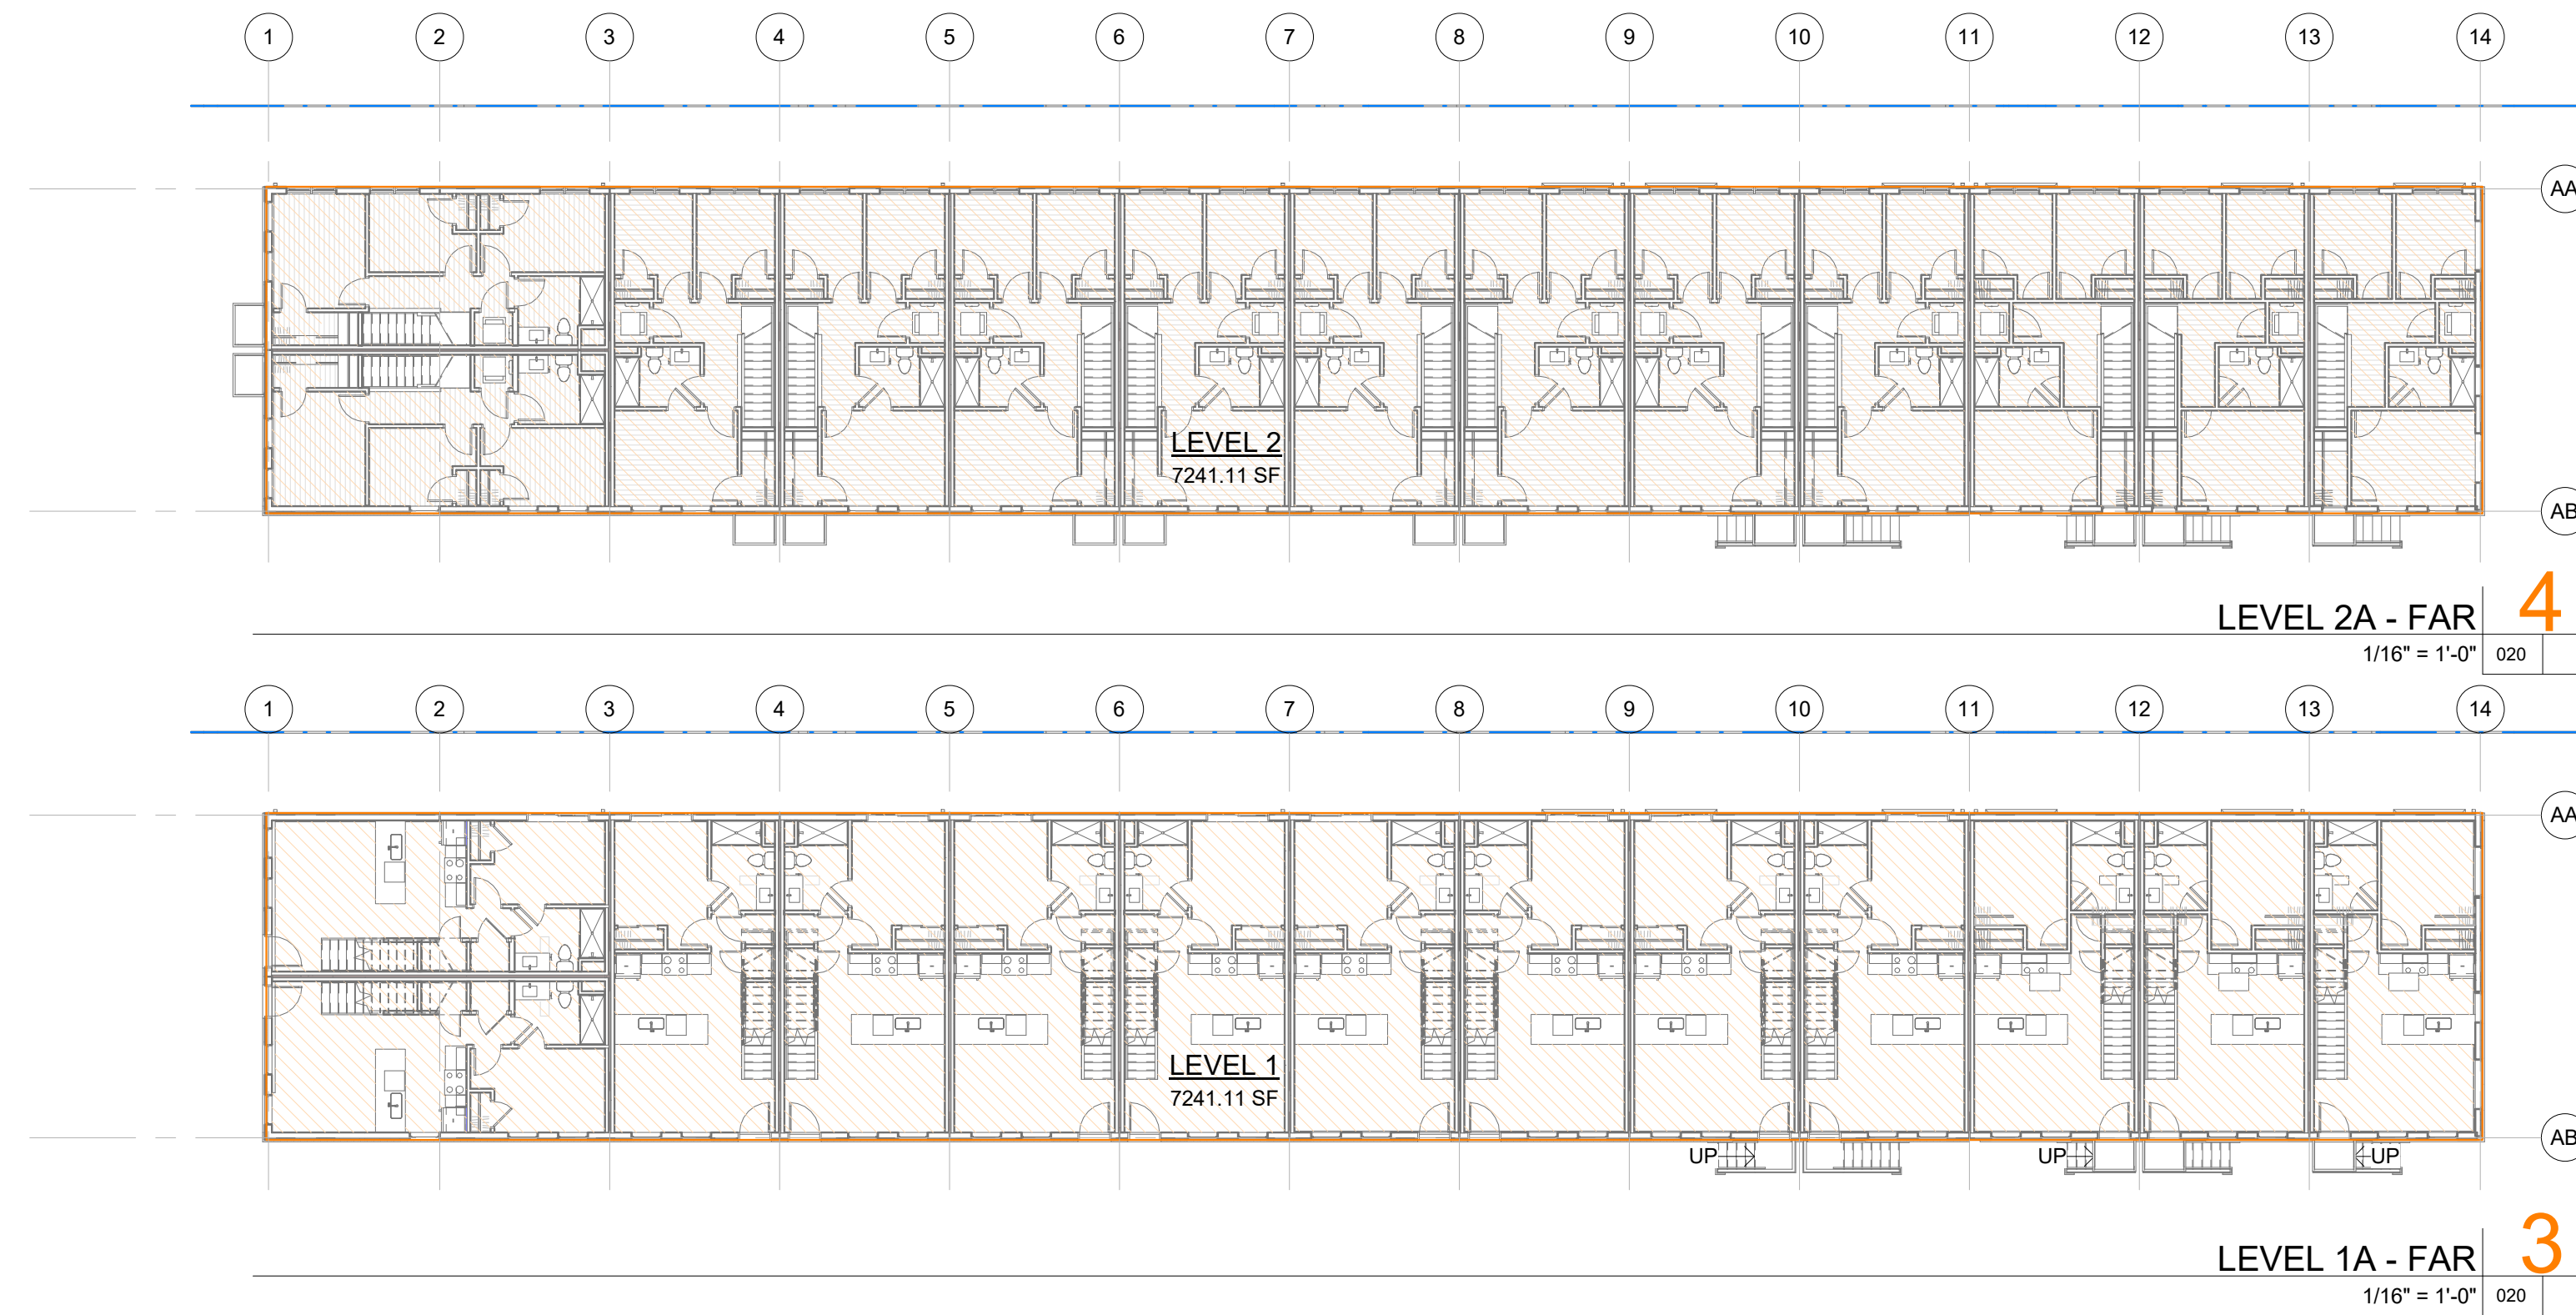 1 2 3 4 5 6 7 8 9 10 11 12 13 14
AA
LEVEL 2
7241.11 SF
AB
LEVEL 2A - FAR 4
1/16" = 1'-0" 020
1 2 3 4 5 6 7 8 9 10 11 12 13 14
AA
LEVEL 1
7241.11 SF
AB
UP UP UP
LEVEL 1A - FAR 3
1/16" = 1'-0" 020